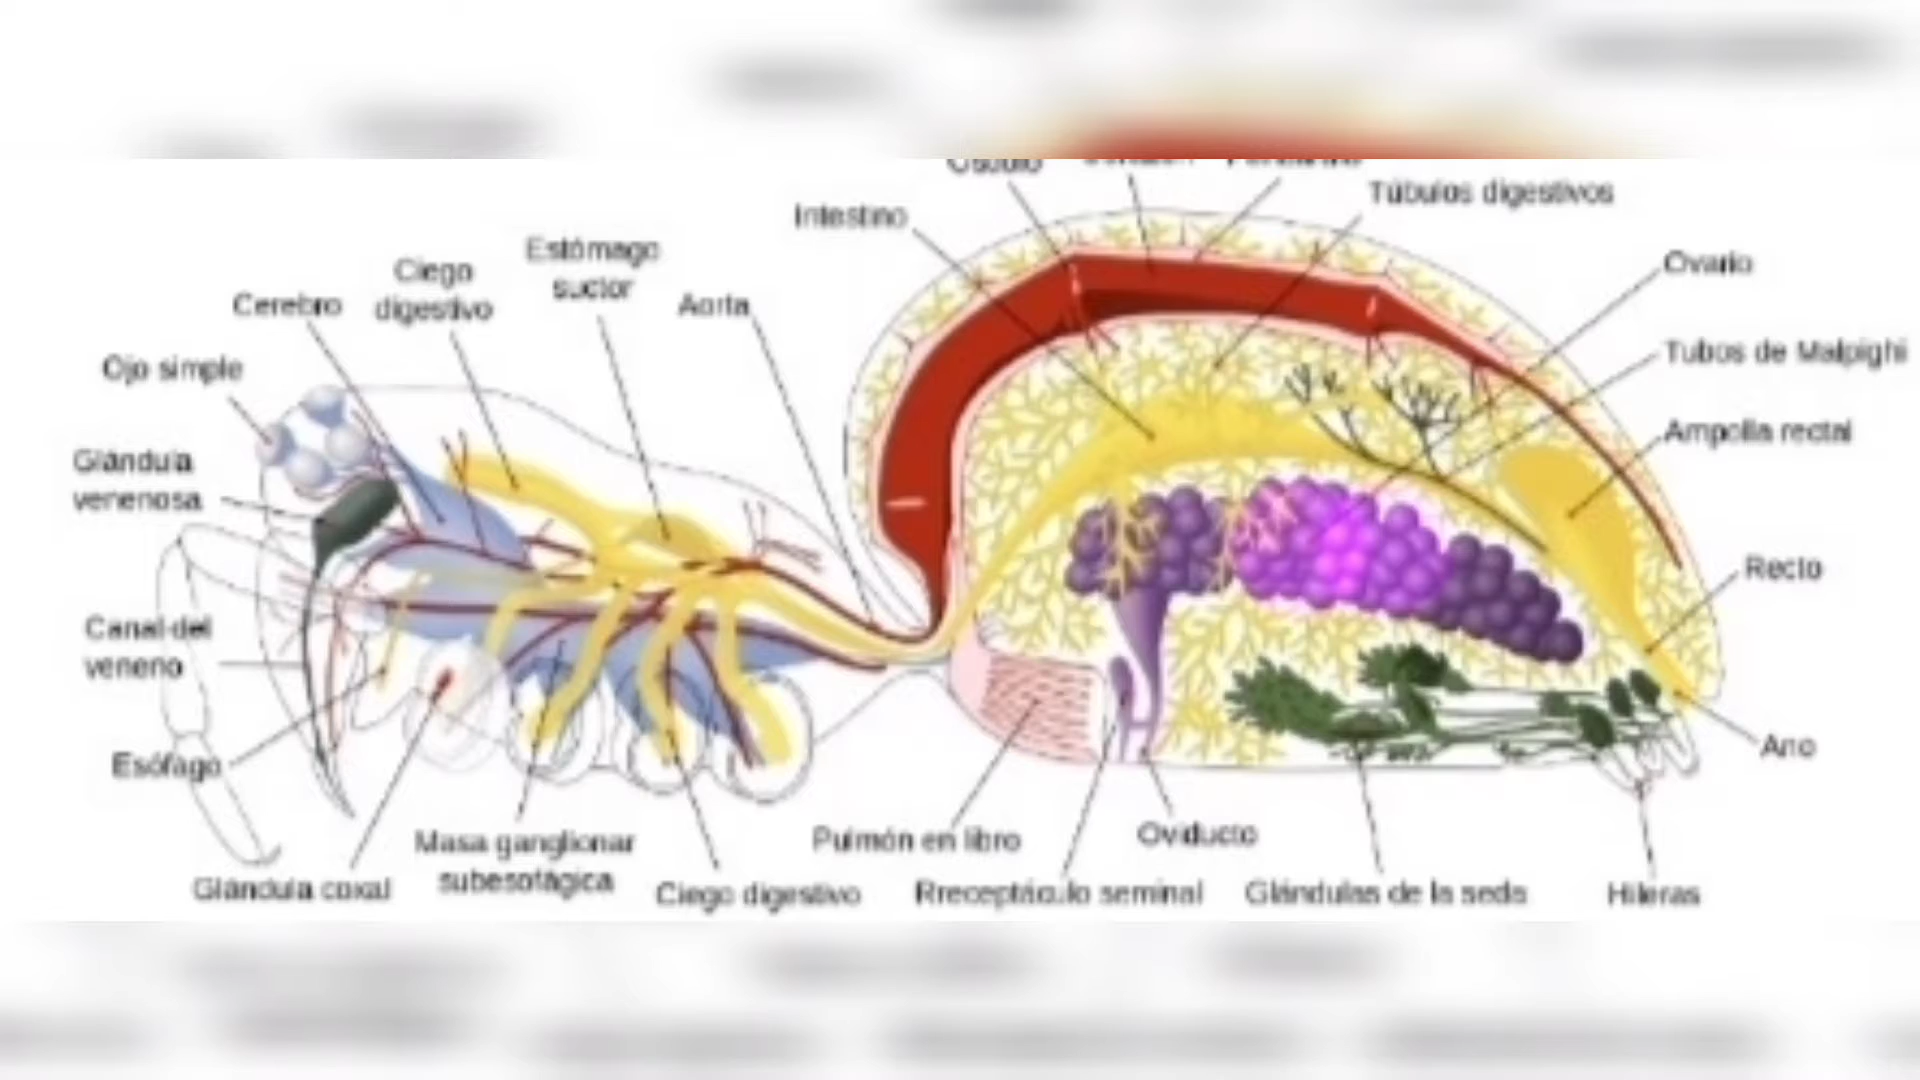 Túbulos digestivos
Intestino
Estómago
suctor
Ciego
digestivo
Cerebro
Aorta
Ovario
Ojo simple
Tubos de Malpighi
Ampolla rectal
Glándula
venenosa
Recto
Canal del
veneno
Ano
Esófago
Masa ganglionar
subesofágica
Pulmón en libro
Oviducto
Glándula coxal
Ciego digestivo
Rreceptáculo seminal
Glándulas de la seda
Hileras